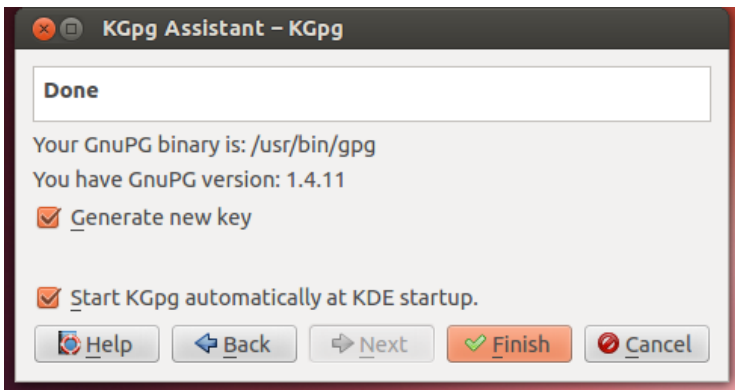 KGpg Assistant – KGpg
Done
Your GnuPG binary is: /usr/bin/gpg
You have GnuPG version: 1.4.11
Generate new key
Start KGpg automatically at KDE startup.
Help Back Next Finish Cancel